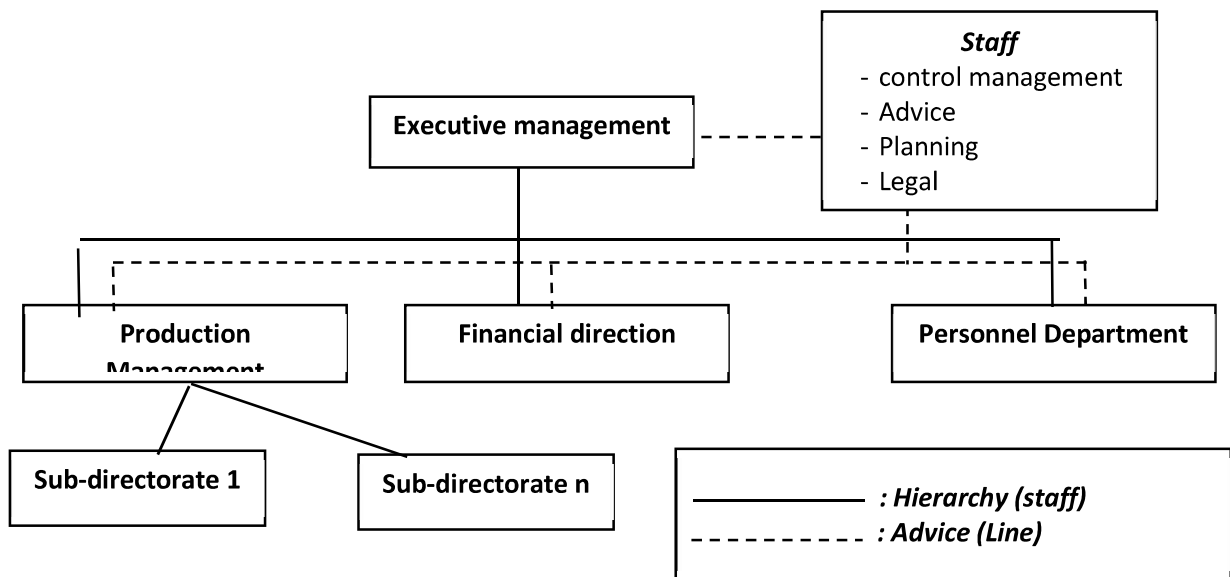 Staff
- control management
- Advice
- Planning
- Legal
Executive management
Production
Management
Financial direction
Personnel Department
Sub-directorate 1
Sub-directorate n
: Hierarchy (staff)
: Advice (Line)